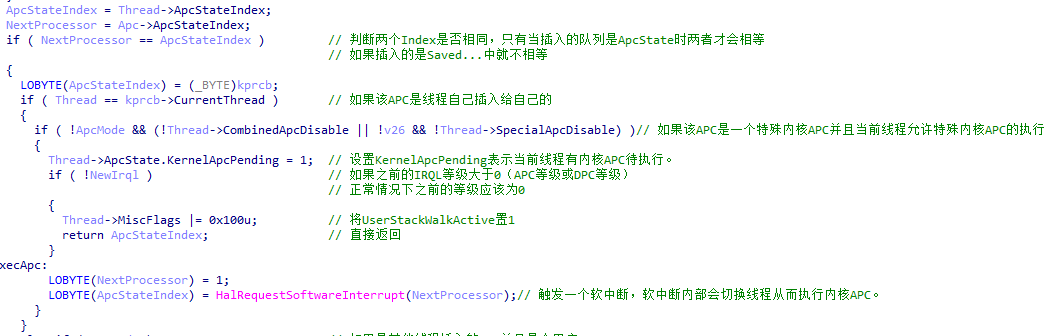 ApcStateIndex = Thread->ApcStateIndex;
NextProcessor = Apc->ApcStateIndex;
if ( NextProcessor == ApcStateIndex ) // 判断两个Index是否相同,只有当插入的队列是ApcState时两者才会相等
// 如果插入的是Saved...中就不相等
{
LOBYTE(ApcStateIndex) = (_BYTE)kprcb;
if ( Thread == kprcb->CurrentThread ) // 如果该APC是线程自己插入给自己的
{
if ( !ApcMode && (!Thread->CombinedApcDisable || !v26 && !Thread->SpecialApcDisable) )// 如果该APC是一个特殊内核APC并且当前线程允许特殊内核APC的执行
{
Thread->ApcState.KernelApcPending = 1; // 设置KernelApcPending表示当前线程有内核APC待执行。
if ( !NewIrql ) // 如果之前的IRQL等级大于0(APC等级或DPC等级)
// 正常情况下之前的等级应该为0
{
Thread->MiscFlags |= 0x100u; // 将UserStackWalkActive置1
return ApcStateIndex; // 直接返回
}
xecApc:
LOBYTE(NextProcessor) = 1;
LOBYTE(ApcStateIndex) = HalRequestSoftwareInterrupt(NextProcessor);// 触发一个软中断,软中断内部会切换线程从而执行内核APC。
}
}